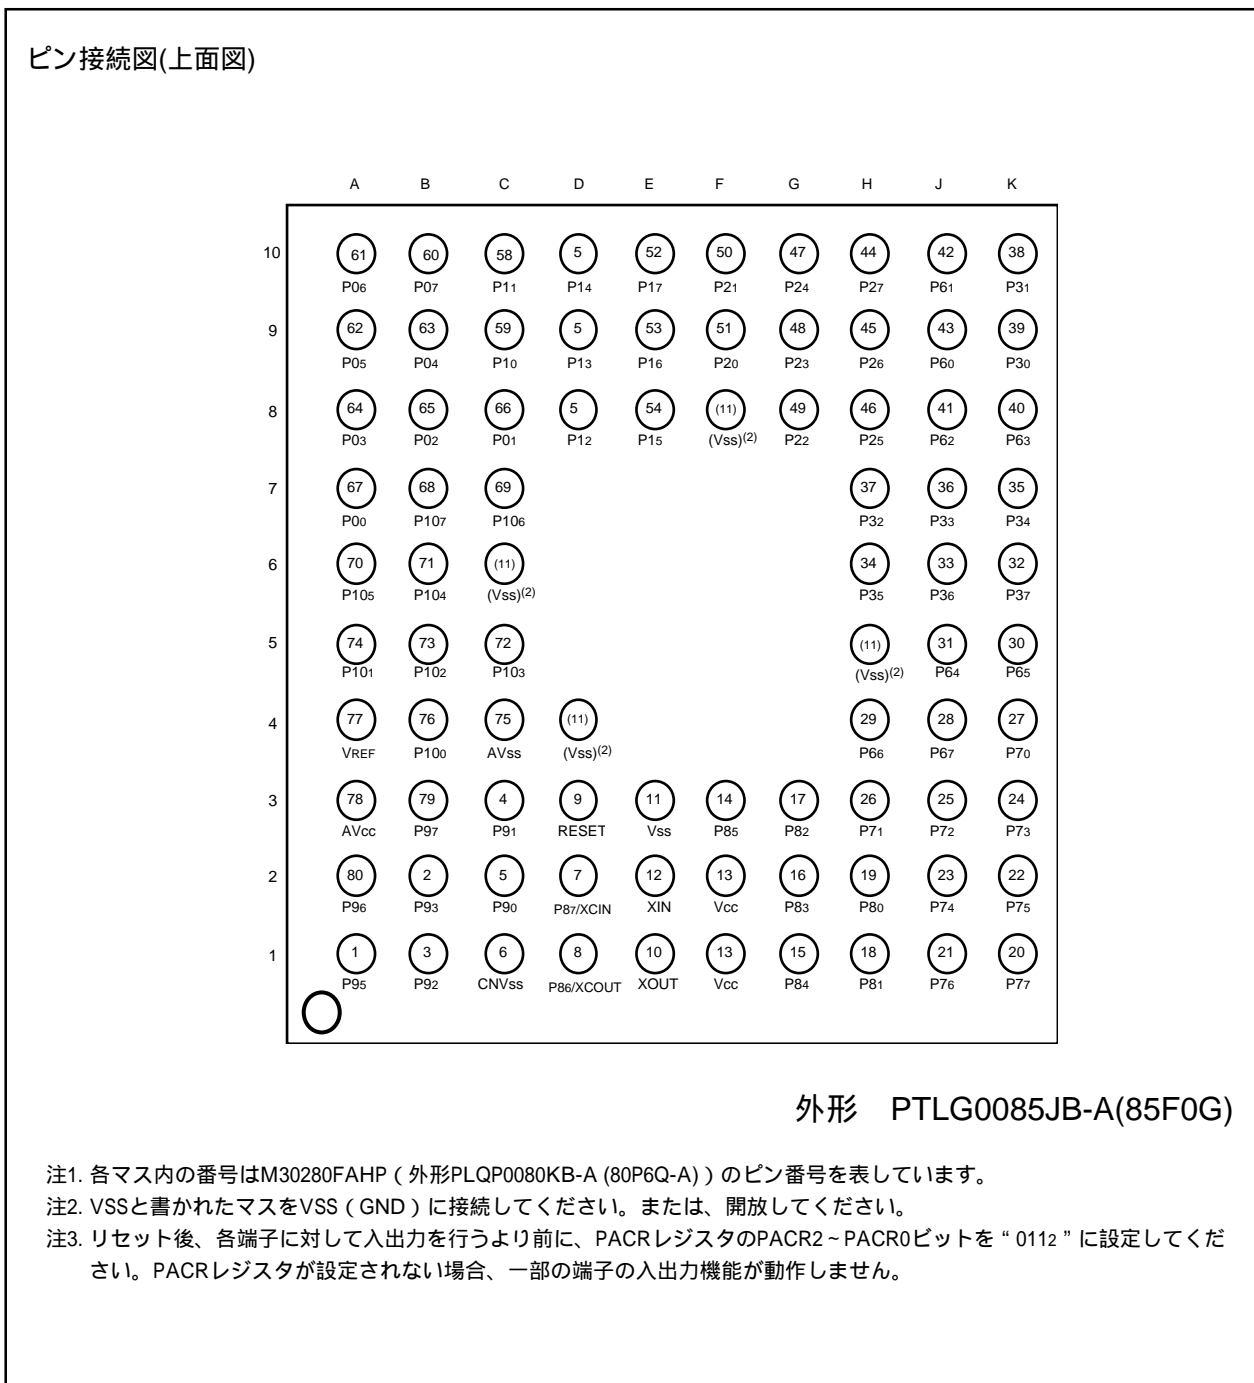 ピン接続図(上面図)
A B C D E F G H J K
10 61 60 58 5 52 50 47 44 42 38
P06 P07 P11 P14 P17 P21 P24 P27 P61 P31
9 62 63 59 5 53 51 48 45 43 39
P05 P04 P10 P13 P16 P20 P23 P26 P60 P30
8 64 65 66 5 54 (11) 49 46 41 40
P03 P02 P01 P12 P15 (Vss)(2) P22 P25 P62 P63
7 67 68 69 37 36 35
P00 P107 P106 P32 P33 P34
6 70 71 (11) 34 33 32
P105 P104 (Vss)(2) P35 P36 P37
5 74 73 72 (11) 31 30
P101 P102 P103 (Vss)(2) P64 P65
4 77 76 75 (11) 29 28 27
VREF P100 AVss (Vss)(2) P66 P67 P70
3 78 79 4 9 11 14 17 26 25 24
AVcc P97 P91 RESET Vss P85 P82 P71 P72 P73
2 80 2 5 7 12 13 16 19 23 22
P96 P93 P90 P87/XCIN XIN Vcc P83 P80 P74 P75
1 1 3 6 8 10 13 15 18 21 20
P95 P92 CNVss P86/XCOUT XOUT Vcc P84 P81 P76 P77
外形 PTLG0085JB-A(85F0G)
注1. 各マス内の番号はM30280FAHP（外形PLQP0080KB-A (80P6Q-A)）のピン番号を表しています。
注2. VSSと書かれたマスをVSS（GND）に接続してください。または、開放してください。
注3. リセット後、各端子に対して入出力を行うより前に、PACRレジスタのPACR2～PACR0ビットを“0112”に設定してくだ
さい。PACRレジスタが設定されない場合、一部の端子の入出力機能が動作しません。